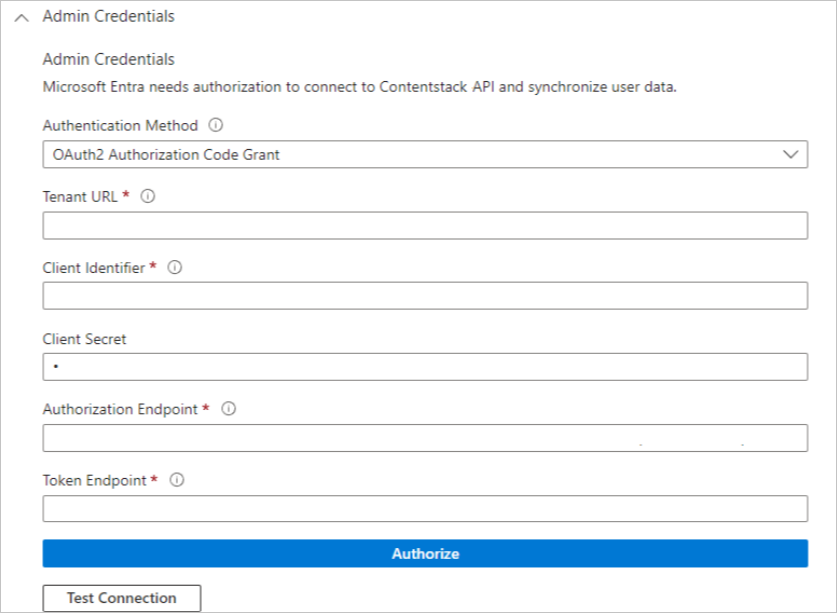 Admin Credentials
Admin Credentials
Microsoft Entra needs authorization to connect to Contentstack API and synchronize user data.
Authentication Method
OAuth2 Authorization Code Grant
Tenant URL *
Client Identifier *
Client Secret
•
Authorization Endpoint *
Token Endpoint *
Authorize
Test Connection